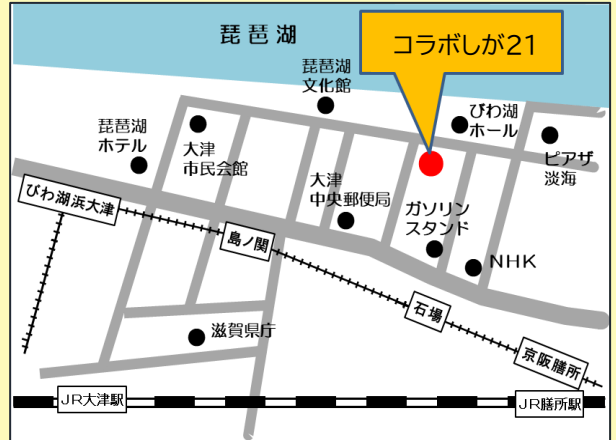 琵琶湖
コラボしが21
琵琶湖
文化館
びわ湖
ホール
琵琶湖
ホテル
大津
市民会館
ピアザ
淡海
大津
中央郵便局
ガソリン
スタンド
びわ湖浜大津
島ノ関
NHK
石場
滋賀県庁
京阪膳所
JR大津駅
JR膳所駅